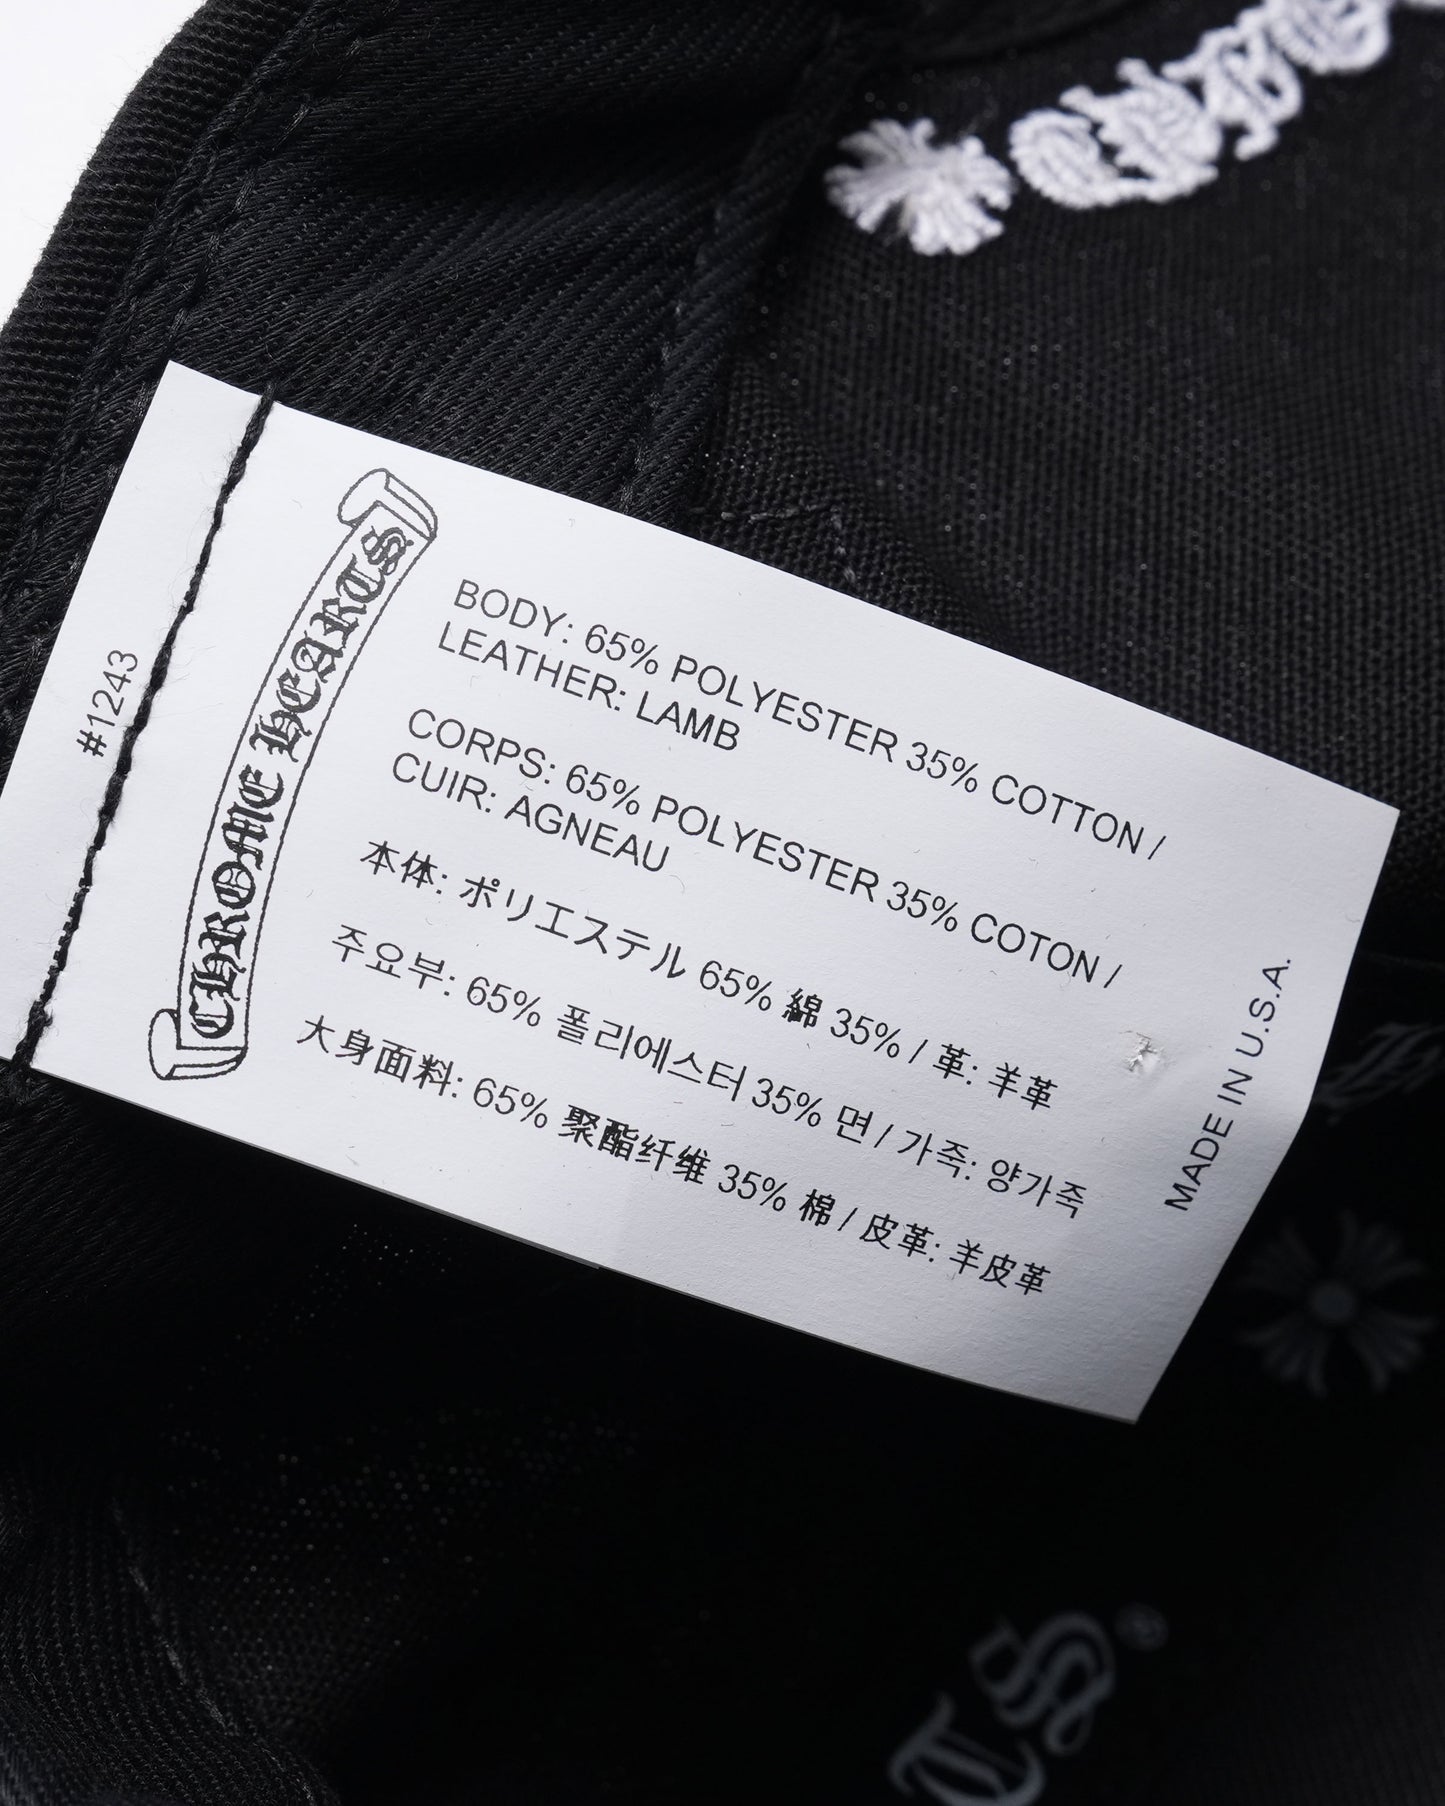 #1243
CHROME HEARTS
BODY: 65% POLYESTER 35% COTTON /
LEATHER: LAMB
CORPS: 65% POLYESTER 35% COTON /
CUIR: AGNEAU
本体: ポリエステル 65% 綿 35% / 革: 羊革
주요부: 65% 폴리에스터 35% 면 / 가죽: 양가죽
大身面料: 65% 聚酯纤维 35% 棉 / 皮革: 羊皮革
MADE IN U.S.A.
TS®